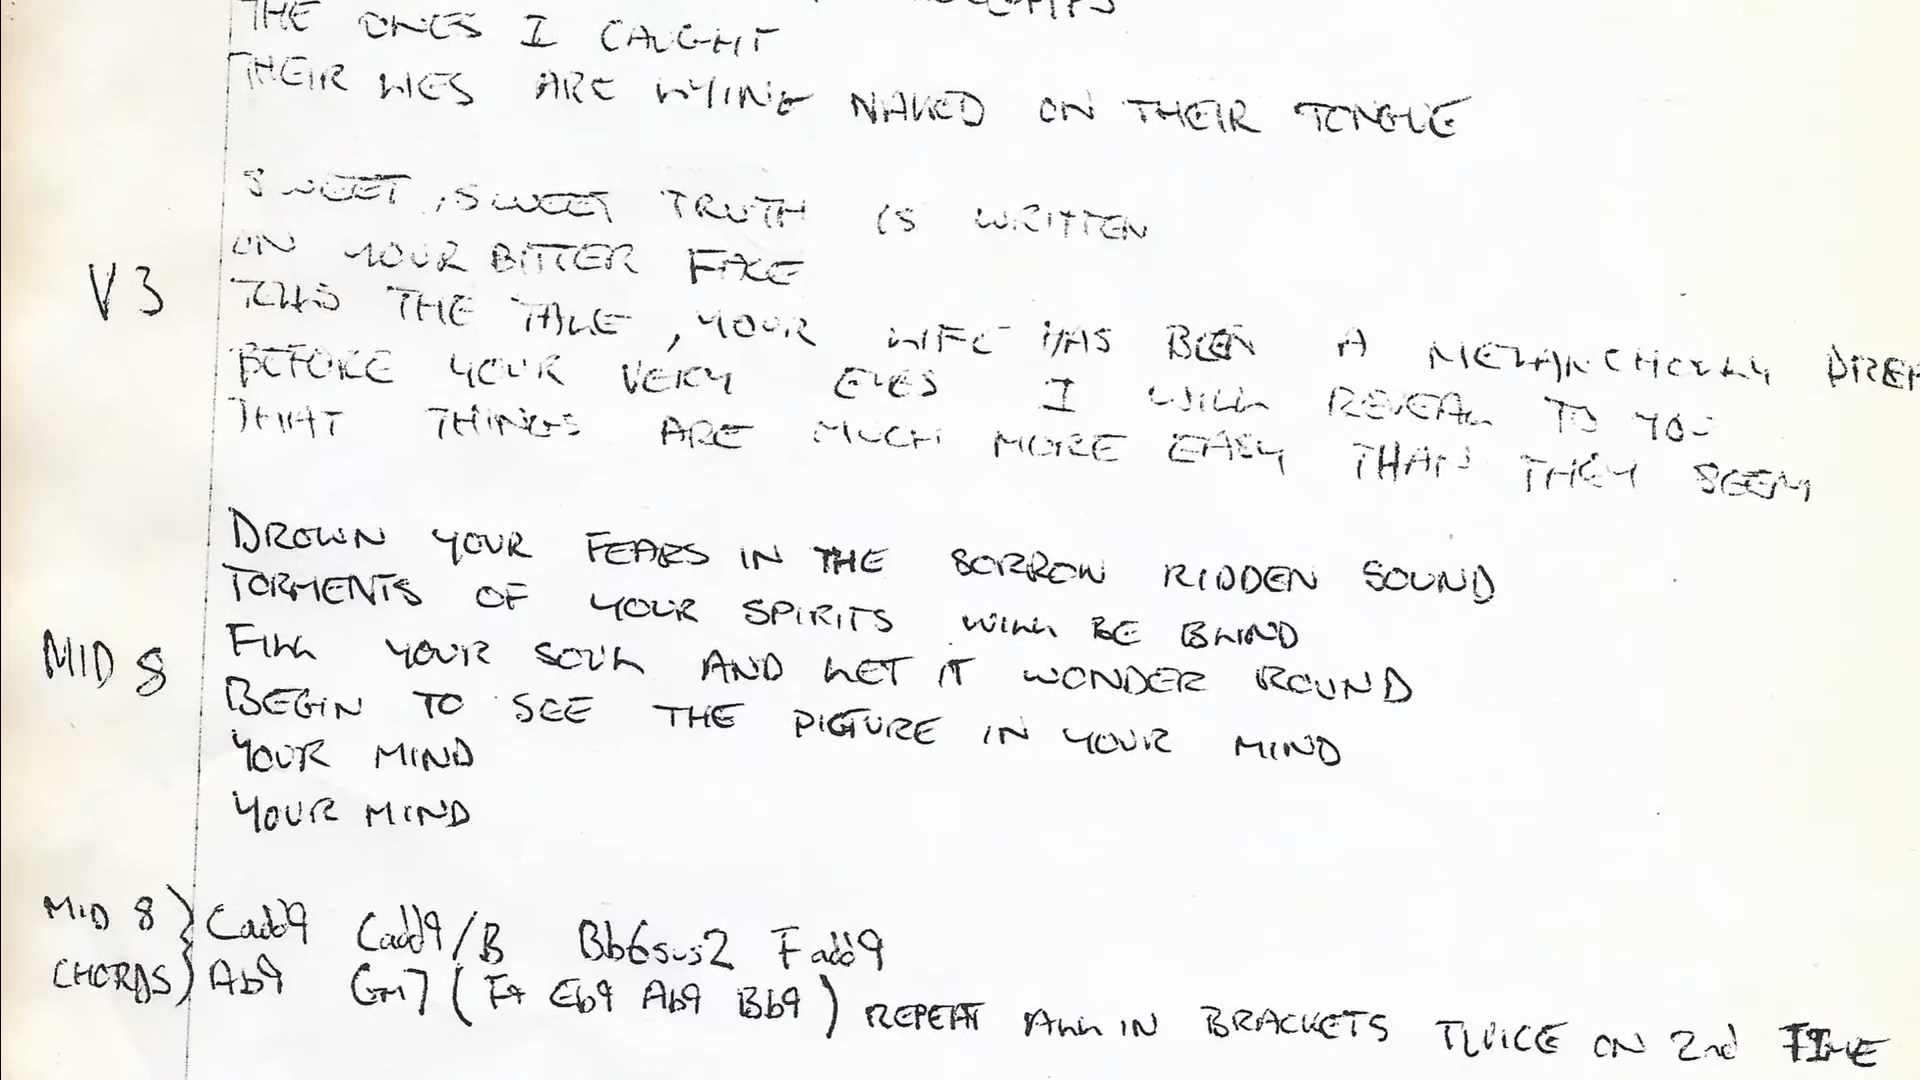 THE ONES I CAUGHT
THEIR LIES ARE LYING NAKED ON THEIR TONGUE
SWEET, SWEET TRUTH IS WRITTEN
ON YOUR BITTER FACE
V3
TELLS THE TALE, YOUR LIFE HAS BEEN A MELANCHOLLY
BEFORE YOUR VERY EYES I WILL REVEAL TO YOU
THAT THINGS ARE MUCH MORE EASY THAN THEY SEEM
DROWN YOUR FEARS IN THE SORROW RIDDEN SOUND
TORMENTS OF YOUR SPIRITS WILL BE BLIND
MID 8
FILL YOUR SOUL AND LET IT WONDER ROUND
BEGIN TO SEE THE PICTURE IN YOUR MIND
YOUR MIND
YOUR MIND
MID 8 } Cadd9 Cadd9/B Bb6sus2 Fadd9
CHORDS } Ab9 Gm7 ( Eb9 Ab9 Bb9 ) REPEAT ALL IN BRACKETS TWICE ON 2nd TIME